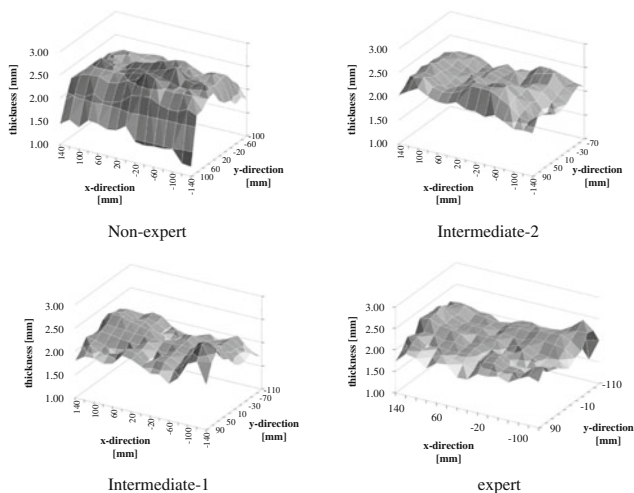 3.00
2.50
2.00
1.50
1.00
thickness [mm]
140
100
60
20
-20
-60
-100
-140
x-direction
[mm]
100
60
20
-20
-60
-100
y-direction
[mm]
Non-expert
3.00
2.50
2.00
1.50
1.00
thickness [mm]
140
100
60
20
-20
-60
-100
-140
x-direction
[mm]
90
50
10
-30
-70
y-direction
[mm]
Intermediate-2
3.00
2.50
2.00
1.50
1.00
thickness [mm]
140
100
60
20
-20
-60
-100
-140
x-direction
[mm]
90
50
10
-30
-70
-110
y-direction
[mm]
Intermediate-1
3.00
2.50
2.00
1.50
1.00
thickness [mm]
140
60
-20
-100
x-direction
[mm]
90
-10
-110
y-direction
[mm]
expert